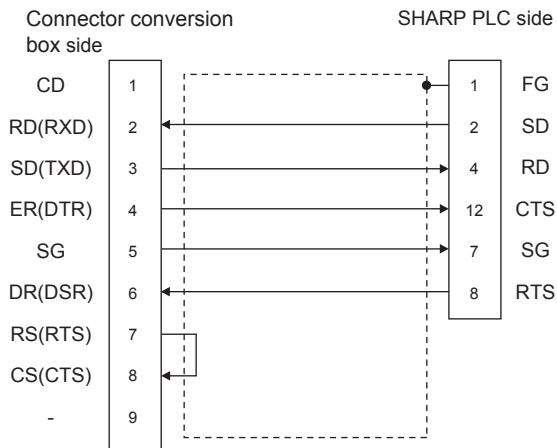 Connector conversion
box side
SHARP PLC side
CD 1 1 FG
RD(RXD) 2 2 SD
SD(TXD) 3 4 RD
ER(DTR) 4 12 CTS
SG 5 7 SG
DR(DSR) 6 8 RTS
RS(RTS) 7
CS(CTS) 8
- 9